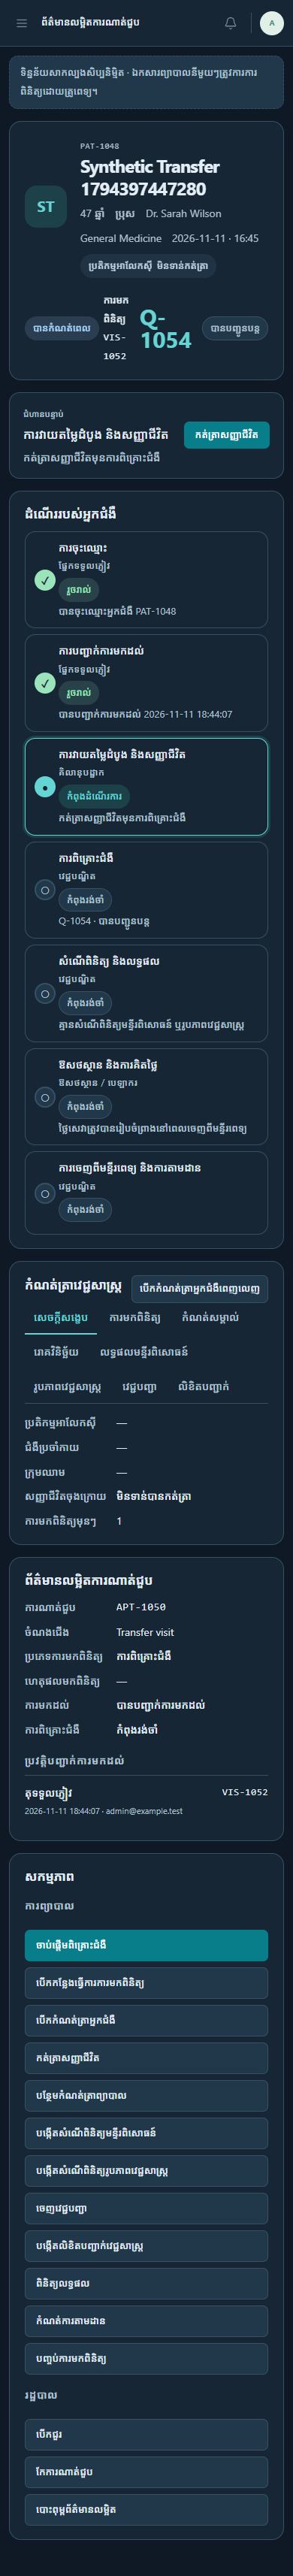 ព័ត៌មានលម្អិតការណាត់ជួប
A
ទិន្នន័យសាកល្បងសិប្បនិម្មិត · ឯកសារព្យាបាលនីមួយៗត្រូវការការ
ពិនិត្យដោយគ្រូពេទ្យ។
PAT-1048
ST
Synthetic Transfer
1794397447280
47 ឆ្នាំ ប្រុស Dr. Sarah Wilson
General Medicine 2026-11-11 · 16:45
ប្រតិកម្មអាលែកស៊ី មិនទាន់កត់ត្រា
បានកំណត់ពេល
ការមក
ពិនិត្យ
VIS-
1052
Q-
1054
បានបញ្ជូនបន្ត
ជំហានបន្ទាប់
ការវាយតម្លៃដំបូង និងសញ្ញាជីវិត
កត់ត្រាសញ្ញាជីវិតមុនការពិគ្រោះជំងឺ
កត់ត្រាសញ្ញាជីវិត
ដំណើររបស់អ្នកជំងឺ
ការចុះឈ្មោះ
ផ្នែកទទួលភ្ញៀវ
រួចរាល់
បានចុះឈ្មោះអ្នកជំងឺ PAT-1048
ការបញ្ជាក់ការមកដល់
ផ្នែកទទួលភ្ញៀវ
រួចរាល់
បានបញ្ជាក់ការមកដល់ 2026-11-11 18:44:07
ការវាយតម្លៃដំបូង និងសញ្ញាជីវិត
គិលានុបដ្ឋាក
កំពុងដំណើរការ
កត់ត្រាសញ្ញាជីវិតមុនការពិគ្រោះជំងឺ
ការពិគ្រោះជំងឺ
វេជ្ជបណ្ឌិត
កំពុងរង់ចាំ
Q-1054 · បានបញ្ជូនបន្ត
សំណើពិនិត្យ និងលទ្ធផល
វេជ្ជបណ្ឌិត
កំពុងរង់ចាំ
គ្មានសំណើពិនិត្យមន្ទីរពិសោធន៍ ឬរូបភាពវេជ្ជសាស្ត្រ
ឱសថស្ថាន និងការគិតថ្លៃ
ឱសថស្ថាន / បេឡាករ
កំពុងរង់ចាំ
ថ្លៃសេវាត្រូវបានរៀបចំព្រាងនៅពេលចេញពីមន្ទីរពេទ្យ
ការចេញពីមន្ទីរពេទ្យ និងការតាមដាន
វេជ្ជបណ្ឌិត
កំពុងរង់ចាំ
កំណត់ត្រាវេជ្ជសាស្ត្រ
បើកកំណត់ត្រាអ្នកជំងឺពេញលេញ
សេចក្តីសង្ខេប ការមកពិនិត្យ កំណត់សម្គាល់
រោគវិនិច្ឆ័យ លទ្ធផលមន្ទីរពិសោធន៍
រូបភាពវេជ្ជសាស្ត្រ វេជ្ជបញ្ជា លិខិតបញ្ជាក់
ប្រតិកម្មអាលែកស៊ី —
ជំងឺប្រចាំកាយ —
ក្រុមឈាម —
សញ្ញាជីវិតចុងក្រោយ មិនទាន់បានកត់ត្រា
ការមកពិនិត្យមុនៗ 1
ព័ត៌មានលម្អិតការណាត់ជួប
ការណាត់ជួប APT-1050
ចំណងជើង Transfer visit
ប្រភេទការមកពិនិត្យ ការពិគ្រោះជំងឺ
ហេតុផលមកពិនិត្យ —
ការមកដល់ បានបញ្ជាក់ការមកដល់
ការពិគ្រោះជំងឺ កំពុងរង់ចាំ
ប្រវត្តិបញ្ជាក់ការមកដល់
តុទទួលភ្ញៀវ VIS-1052
2026-11-11 18:44:07 · admin@example.test
សកម្មភាព
ការព្យាបាល
ចាប់ផ្តើមពិគ្រោះជំងឺ
បើកកន្លែងធ្វើការការមកពិនិត្យ
បើកកំណត់ត្រាអ្នកជំងឺ
កត់ត្រាសញ្ញាជីវិត
បន្ថែមកំណត់ត្រាព្យាបាល
បង្កើតសំណើពិនិត្យមន្ទីរពិសោធន៍
បង្កើតសំណើពិនិត្យរូបភាពវេជ្ជសាស្ត្រ
ចេញវេជ្ជបញ្ជា
បង្កើតលិខិតបញ្ជាក់វេជ្ជសាស្ត្រ
ពិនិត្យលទ្ធផល
កំណត់ការតាមដាន
បញ្ចប់ការមកពិនិត្យ
រដ្ឋបាល
បើកជួរ
កែការណាត់ជួប
បោះពុម្ពព័ត៌មានលម្អិត